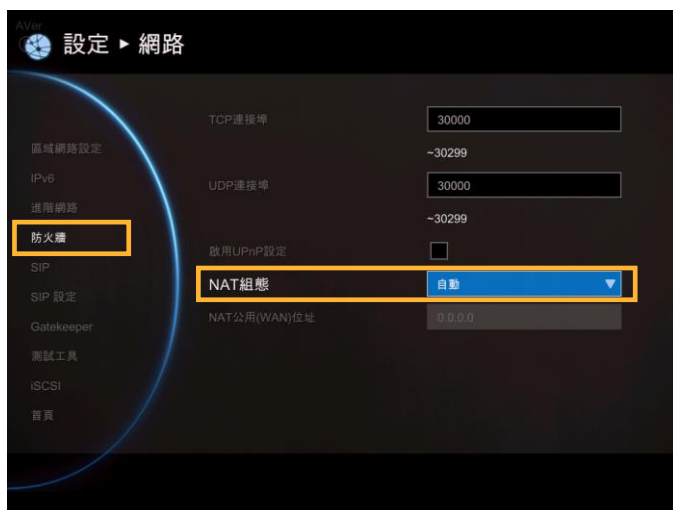 AVer
設定 ▸ 網路
區域網路設定
IPv6
進階網路
防火牆
SIP
SIP 設定
Gatekeeper
測試工具
iSCSI
首頁
TCP連接埠
30000
~30299
UDP連接埠
30000
~30299
啟用UPnP設定
NAT組態
自動
NAT公用(WAN)位址
0.0.0.0